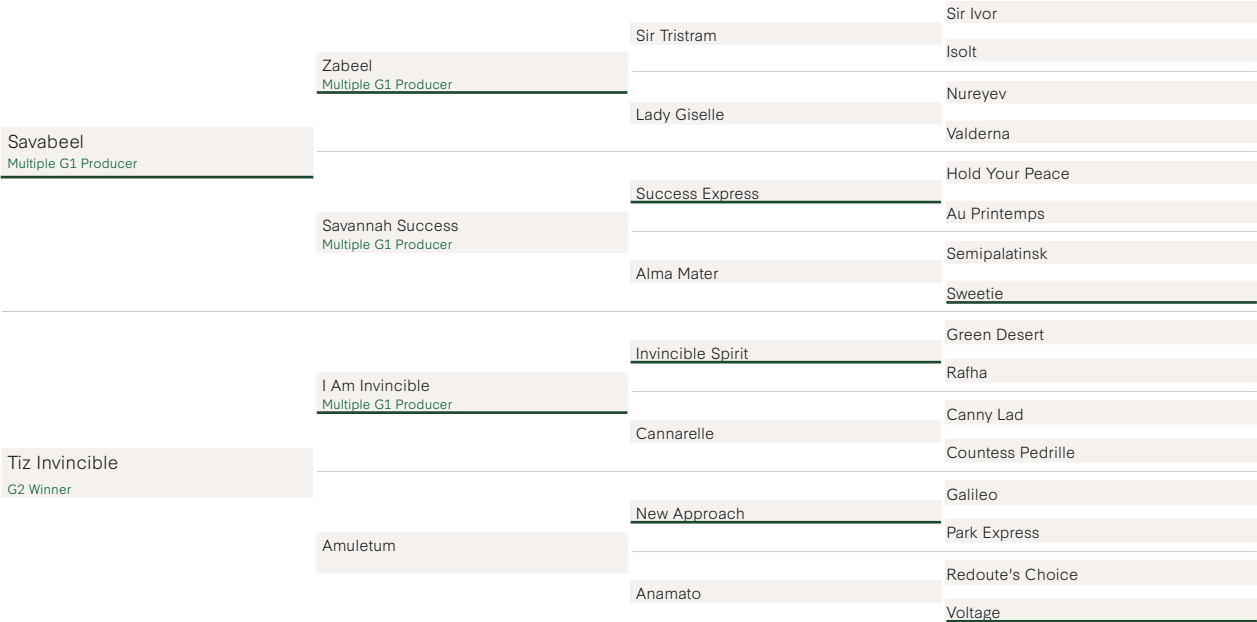 Savabeel
Multiple G1 Producer
Tiz Invincible
G2 Winner
Zabeel
Multiple G1 Producer
Savannah Success
Multiple G1 Producer
I Am Invincible
Multiple G1 Producer
Amuletum
Sir Tristram
Lady Giselle
Success Express
Alma Mater
Invincible Spirit
Cannarelle
New Approach
Anamato
Sir Ivor
Isolt
Nureyev
Valderna
Hold Your Peace
Au Printemps
Semipalatinsk
Sweetie
Green Desert
Rafha
Canny Lad
Countess Pedrille
Galileo
Park Express
Redoute's Choice
Voltage